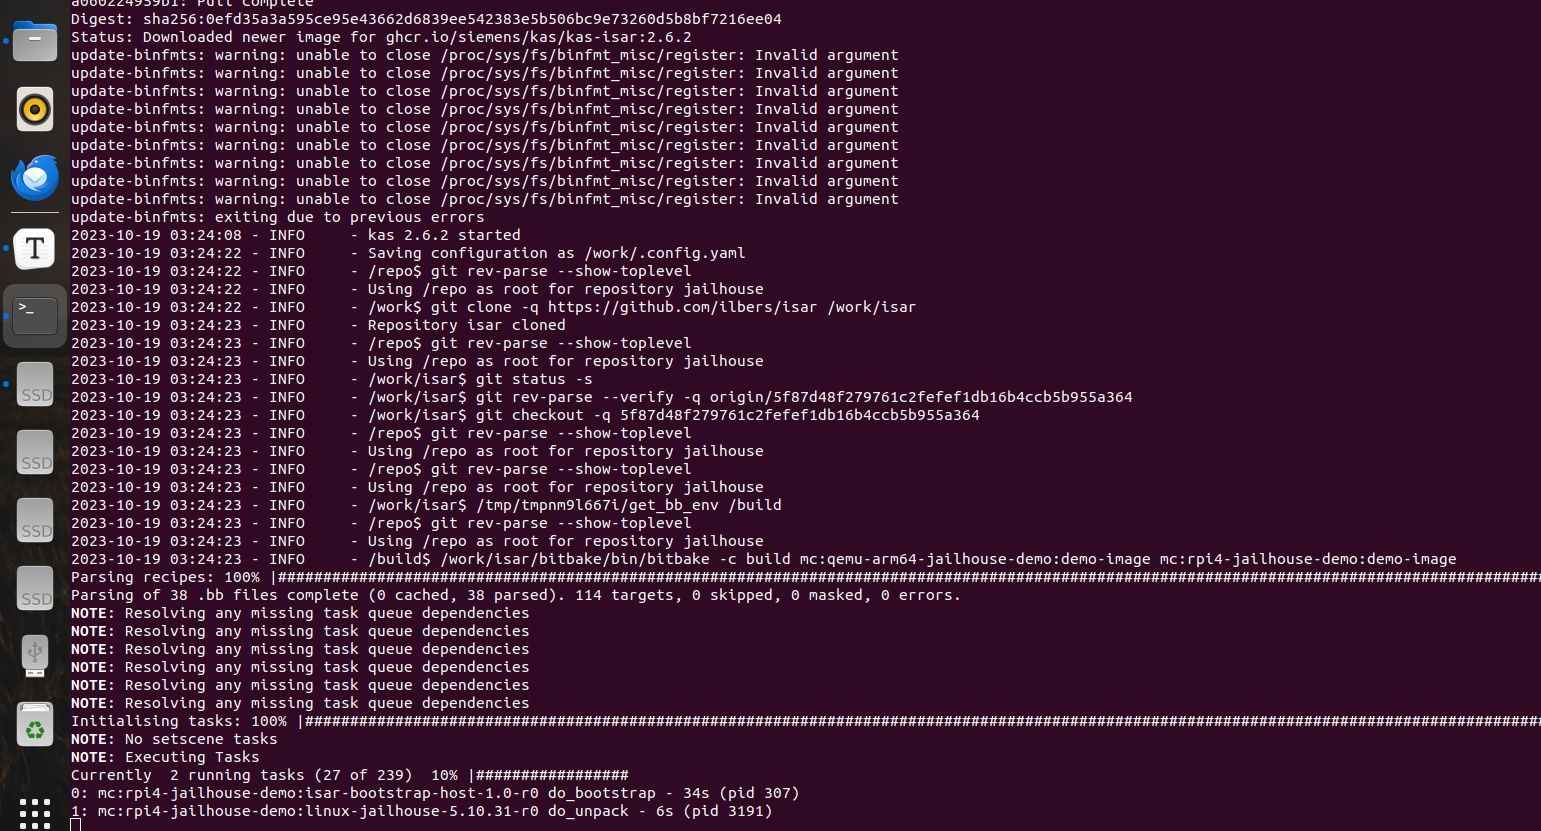 a060224959b1: Pull complete
Digest: sha256:0efd35a3a595ce95e43662d6839ee542383e5b506bc9e73260d5b8bf7216ee04
Status: Downloaded newer image for ghcr.io/siemens/kas/kas-isar:2.6.2
update-binfmts: warning: unable to close /proc/sys/fs/binfmt_misc/register: Invalid argument
update-binfmts: warning: unable to close /proc/sys/fs/binfmt_misc/register: Invalid argument
update-binfmts: warning: unable to close /proc/sys/fs/binfmt_misc/register: Invalid argument
update-binfmts: warning: unable to close /proc/sys/fs/binfmt_misc/register: Invalid argument
update-binfmts: warning: unable to close /proc/sys/fs/binfmt_misc/register: Invalid argument
update-binfmts: warning: unable to close /proc/sys/fs/binfmt_misc/register: Invalid argument
update-binfmts: warning: unable to close /proc/sys/fs/binfmt_misc/register: Invalid argument
update-binfmts: warning: unable to close /proc/sys/fs/binfmt_misc/register: Invalid argument
update-binfmts: warning: unable to close /proc/sys/fs/binfmt_misc/register: Invalid argument
update-binfmts: exiting due to previous errors
2023-10-19 03:24:08 - INFO     - kas 2.6.2 started
2023-10-19 03:24:22 - INFO     - Saving configuration as /work/.config.yaml
2023-10-19 03:24:22 - INFO     - /repo$ git rev-parse --show-toplevel
2023-10-19 03:24:22 - INFO     - Using /repo as root for repository jailhouse
2023-10-19 03:24:22 - INFO     - /work$ git clone -q https://github.com/ilbers/isar /work/isar
2023-10-19 03:24:23 - INFO     - Repository isar cloned
2023-10-19 03:24:23 - INFO     - /repo$ git rev-parse --show-toplevel
2023-10-19 03:24:23 - INFO     - Using /repo as root for repository jailhouse
2023-10-19 03:24:23 - INFO     - /work/isar$ git status -s
2023-10-19 03:24:23 - INFO     - /work/isar$ git rev-parse --verify -q origin/5f87d48f279761c2fefef1db16b4ccb5b955a364
2023-10-19 03:24:23 - INFO     - /work/isar$ git checkout -q 5f87d48f279761c2fefef1db16b4ccb5b955a364
2023-10-19 03:24:23 - INFO     - /repo$ git rev-parse --show-toplevel
2023-10-19 03:24:23 - INFO     - Using /repo as root for repository jailhouse
2023-10-19 03:24:23 - INFO     - /repo$ git rev-parse --show-toplevel
2023-10-19 03:24:23 - INFO     - Using /repo as root for repository jailhouse
2023-10-19 03:24:23 - INFO     - /work/isar$ /tmp/tmpnm9l667i/get_bb_env /build
2023-10-19 03:24:23 - INFO     - /repo$ git rev-parse --show-toplevel
2023-10-19 03:24:23 - INFO     - Using /repo as root for repository jailhouse
2023-10-19 03:24:23 - INFO     - /build$ /work/isar/bitbake/bin/bitbake -c build mc:qemu-arm64-jailhouse-demo:demo-image mc:rpi4-jailhouse-demo:demo-image
Parsing recipes: 100% |#############################################################################################################################################
Parsing of 38 .bb files complete (0 cached, 38 parsed). 114 targets, 0 skipped, 0 masked, 0 errors.
NOTE: Resolving any missing task queue dependencies
NOTE: Resolving any missing task queue dependencies
NOTE: Resolving any missing task queue dependencies
NOTE: Resolving any missing task queue dependencies
NOTE: Resolving any missing task queue dependencies
NOTE: Resolving any missing task queue dependencies
Initialising tasks: 100% |##########################################################################################################################################
NOTE: No setscene tasks
NOTE: Executing Tasks
Currently  2 running tasks (27 of 239)  10% |#################
0: mc:rpi4-jailhouse-demo:isar-bootstrap-host-1.0-r0 do_bootstrap - 34s (pid 307)
1: mc:rpi4-jailhouse-demo:linux-jailhouse-5.10.31-r0 do_unpack - 6s (pid 3191)
T
>_
SSD
SSD
SSD
SSD